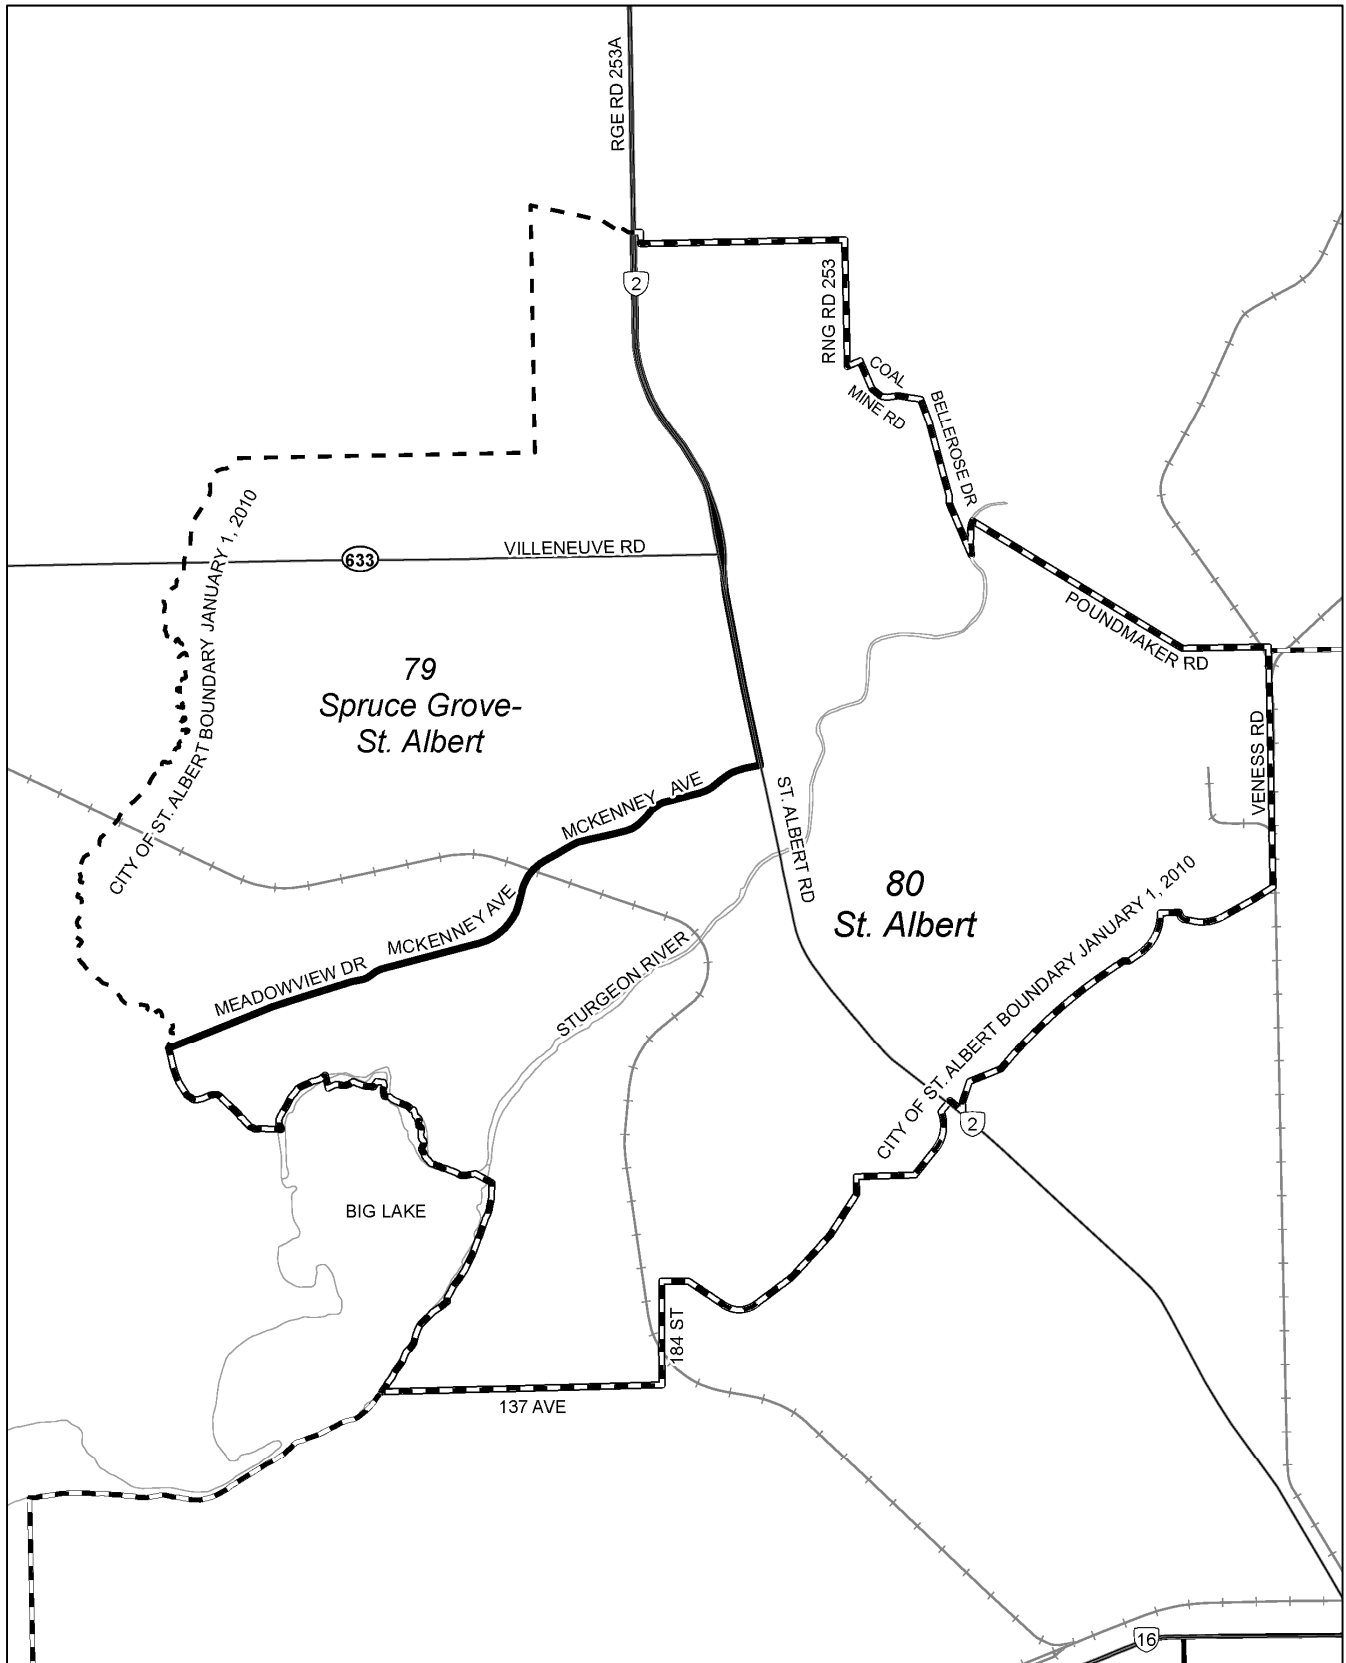 RGE RD 253A
2
RNG RD 253
COAL
MINE RD
BELLEROSE DR
CITY OF ST. ALBERT BOUNDARY JANUARY 1, 2010
VILLENEUVE RD
633
POUNDMAKER RD
79
Spruce Grove-
St. Albert
VENESS RD
MCKENNEY AVE
ST. ALBERT RD
80
St. Albert
MCKENNEY AVE
MEADOWVIEW DR
STURGEON RIVER
CITY OF ST. ALBERT BOUNDARY JANUARY 1, 2010
2
BIG LAKE
184 ST
137 AVE
16